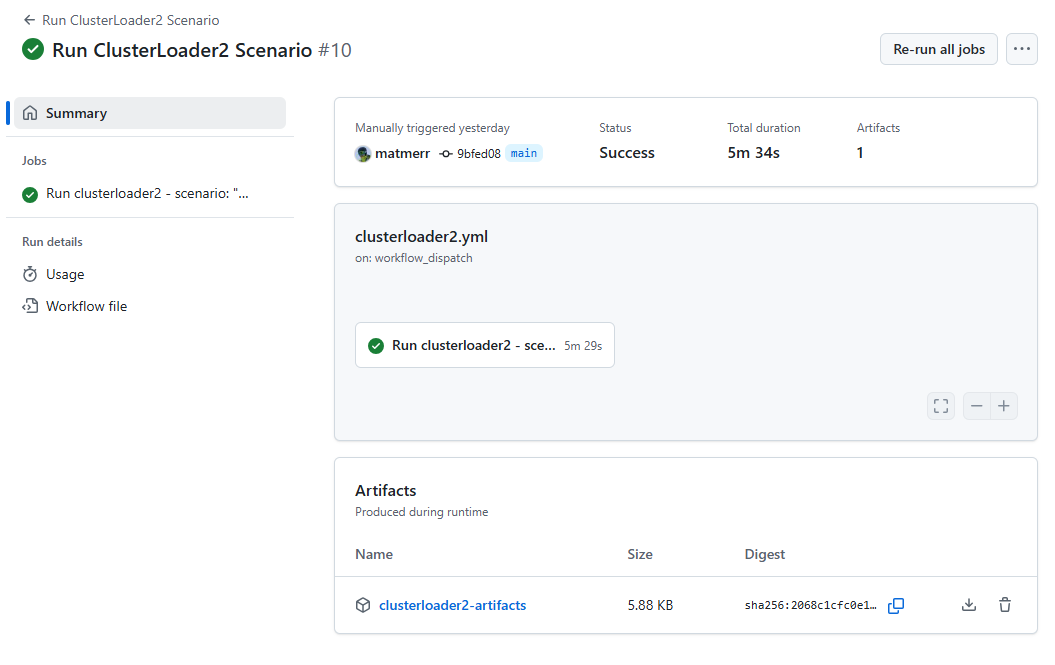 Run ClusterLoader2 Scenario
Run ClusterLoader2 Scenario #10
Re-run all jobs
Summary
Jobs
Run clusterloader2 - scenario: "...
Run details
Usage
Workflow file
Manually triggered yesterday
matmerr 9bfed08 main
Status
Success
Total duration
5m 34s
Artifacts
1
clusterloader2.yml
on: workflow_dispatch
Run clusterloader2 - sce... 5m 29s
Artifacts
Produced during runtime
Name Size Digest
clusterloader2-artifacts 5.88 KB sha256:2068c1cfc0e1...